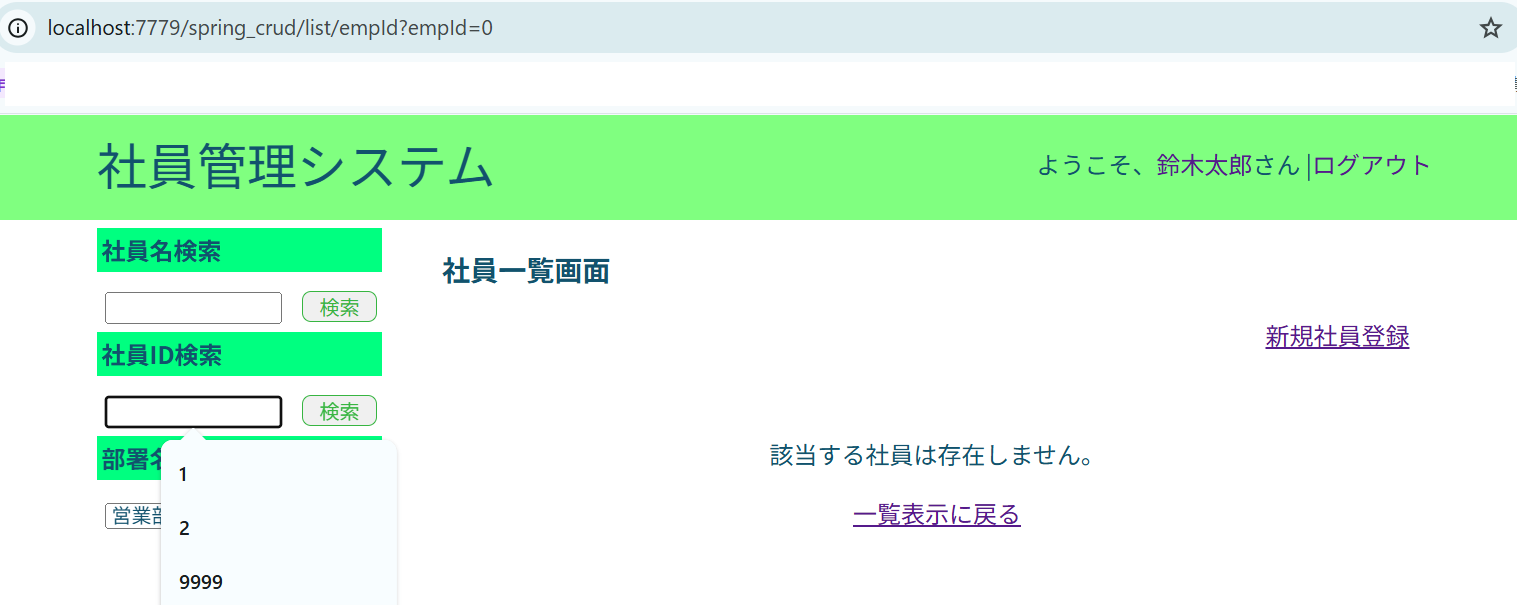 localhost:7779/spring_crud/list/empId?empId=0
社員管理システム
ようこそ、鈴木太郎さん |ログアウト
社員名検索
検索
社員ID検索
検索
部署名
営業部
1
2
9999
社員一覧画面
新規社員登録
該当する社員は存在しません。
一覧表示に戻る